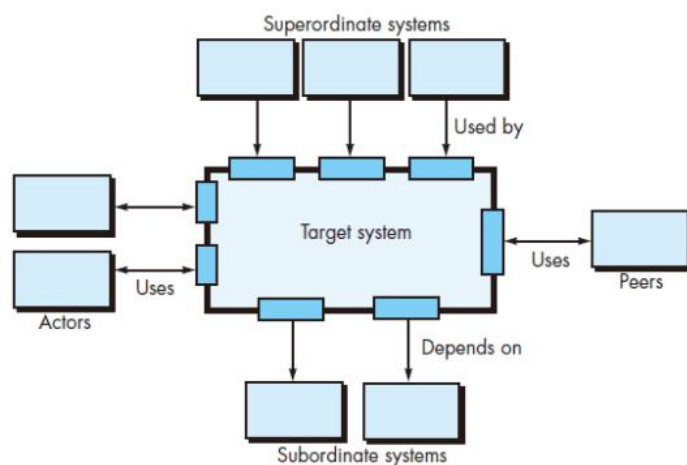 Superordinate systems
Used by
Target system
Uses
Uses
Peers
Actors
Depends on
Subordinate systems